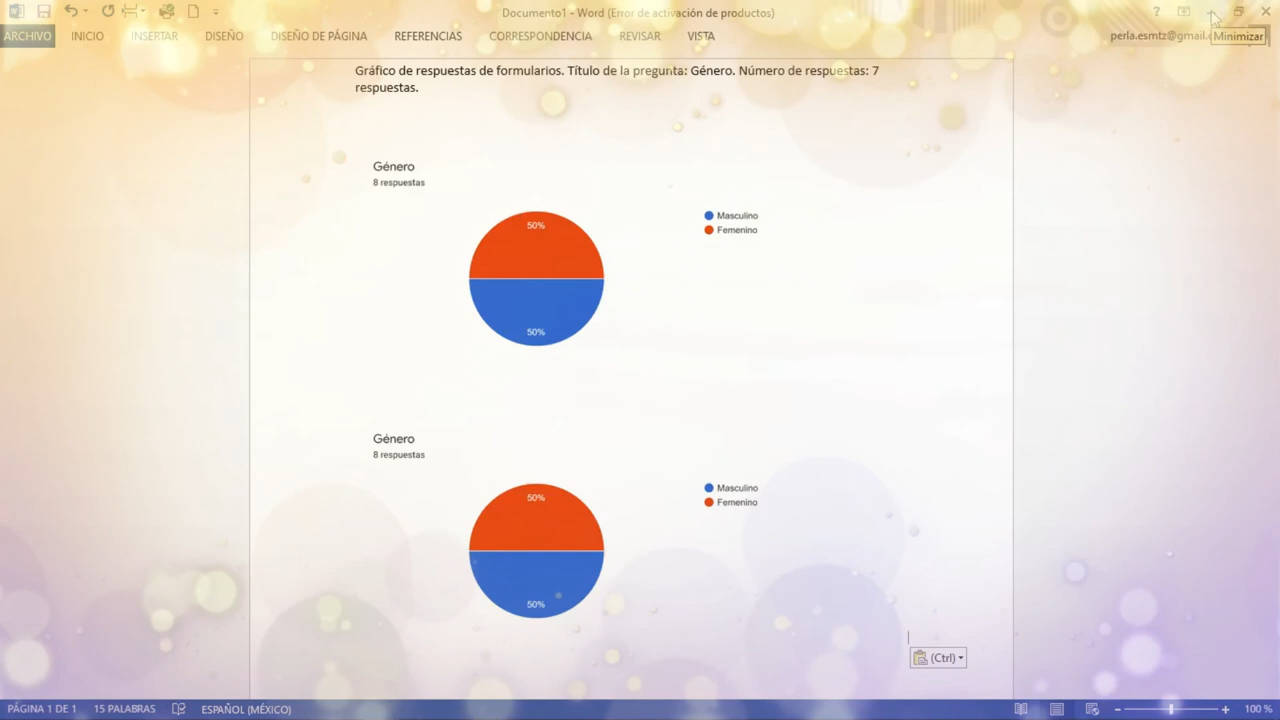 Documento1 - Word (Error de activación de productos)
?
ARCHIVO INICIO INSERTAR DISEÑO DISEÑO DE PÁGINA REFERENCIAS CORRESPONDENCIA REVISAR VISTA perla.esmtz@gmail.c
Minimizar
Gráfico de respuestas de formularios. Título de la pregunta: Género. Número de respuestas: 7
respuestas.
Género
8 respuestas
50%
50%
Masculino
Femenino
Género
8 respuestas
50%
50%
Masculino
Femenino
(Ctrl)
PÁGINA 1 DE 1 15 PALABRAS ESPAÑOL (MÉXICO) 100 %